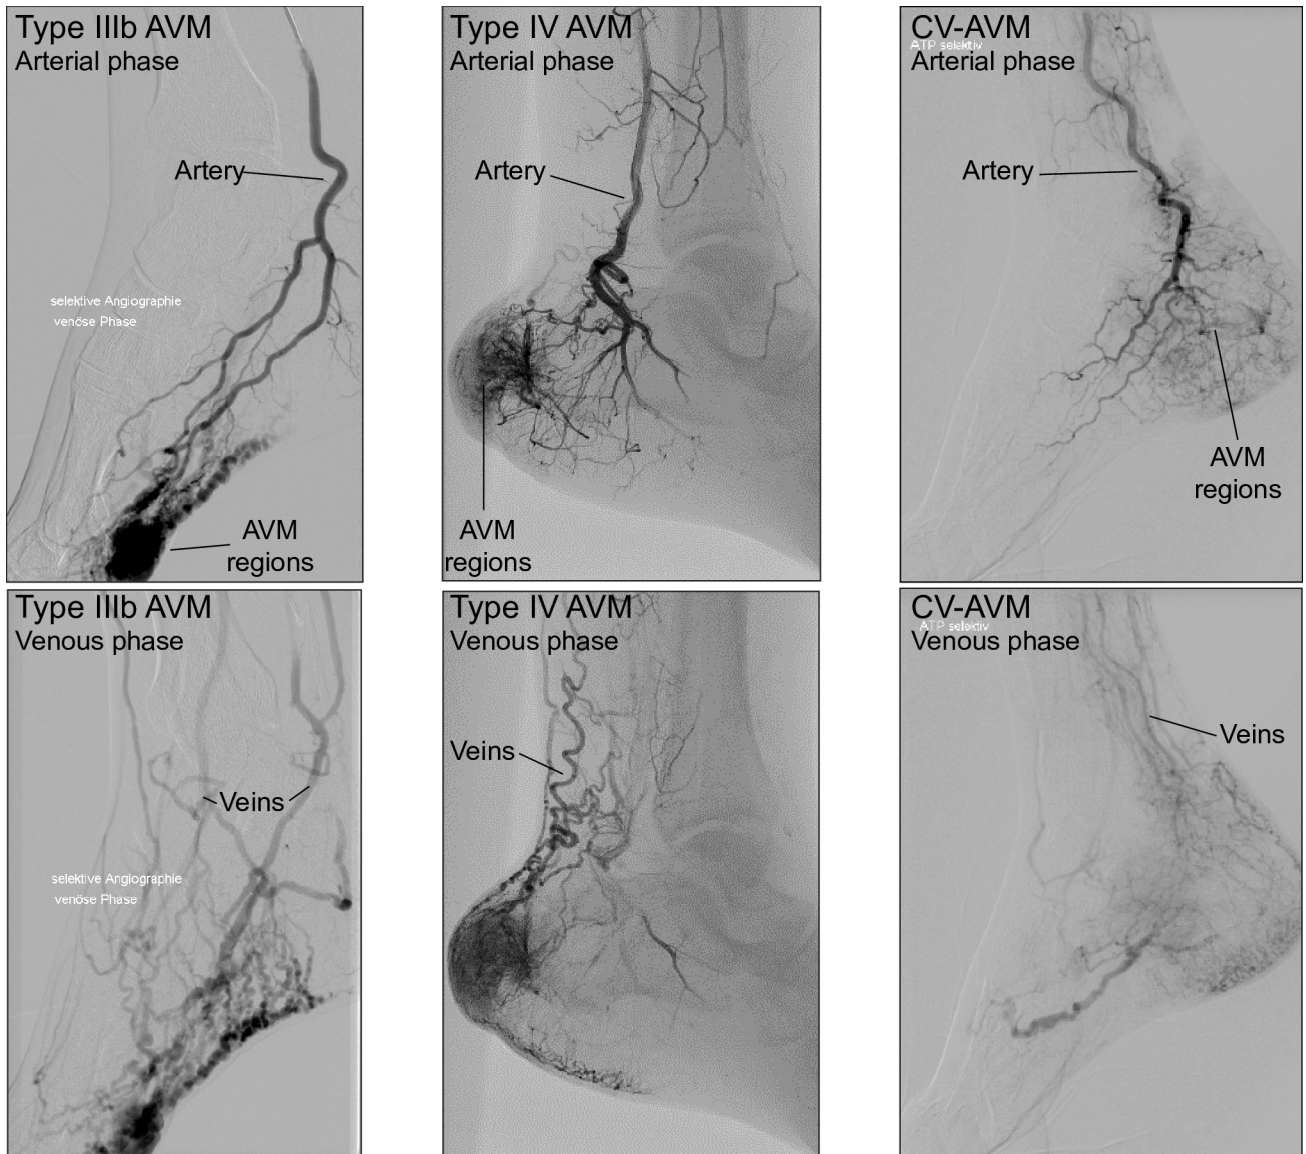 Type IIIb AVM
Arterial phase
Artery
selektive Angiographie
venöse Phase
AVM
regions
Type IV AVM
Arterial phase
Artery
AVM
regions
CV-AVM
ATP selektiv
Arterial phase
Artery
AVM
regions
Type IIIb AVM
Venous phase
Veins
selektive Angiographie
venöse Phase
Type IV AVM
Venous phase
Veins
CV-AVM
ATP selektiv
Venous phase
Veins